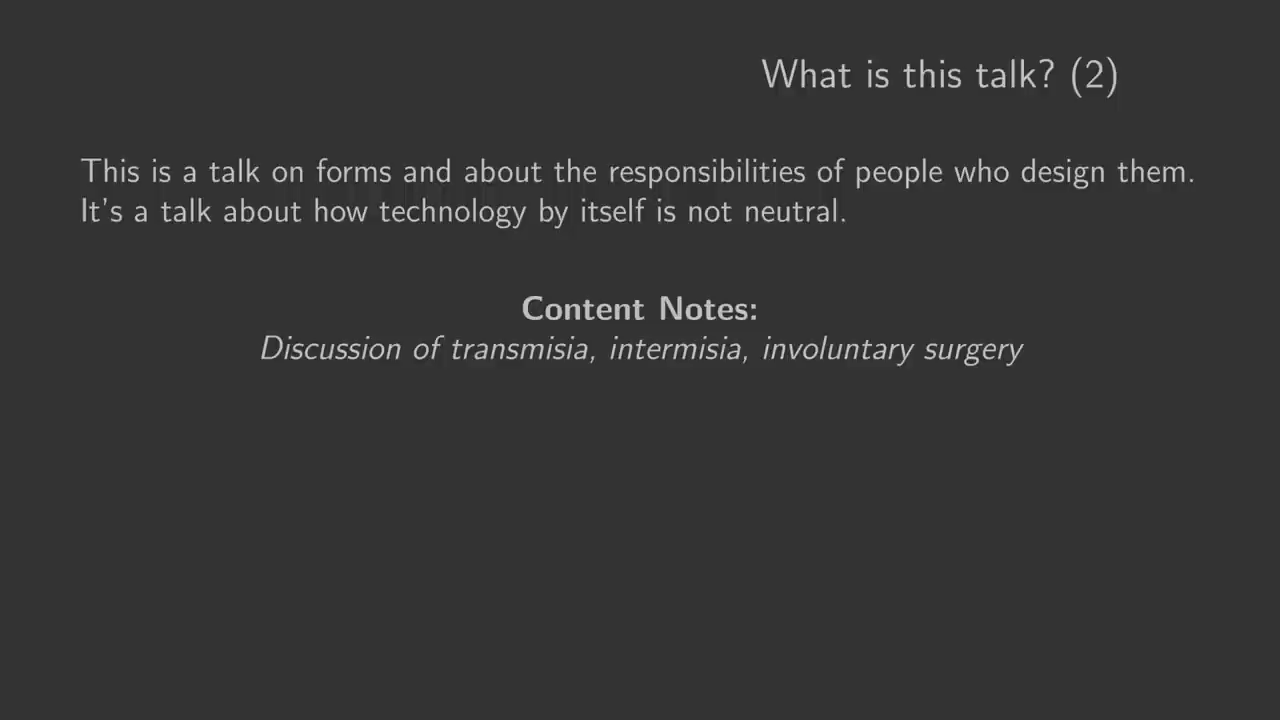 What is this talk? (2)
This is a talk on forms and about the responsibilities of people who design them.
It's a talk about how technology by itself is not neutral.
Content Notes:
Discussion of transmisia, intermisia, involuntary surgery